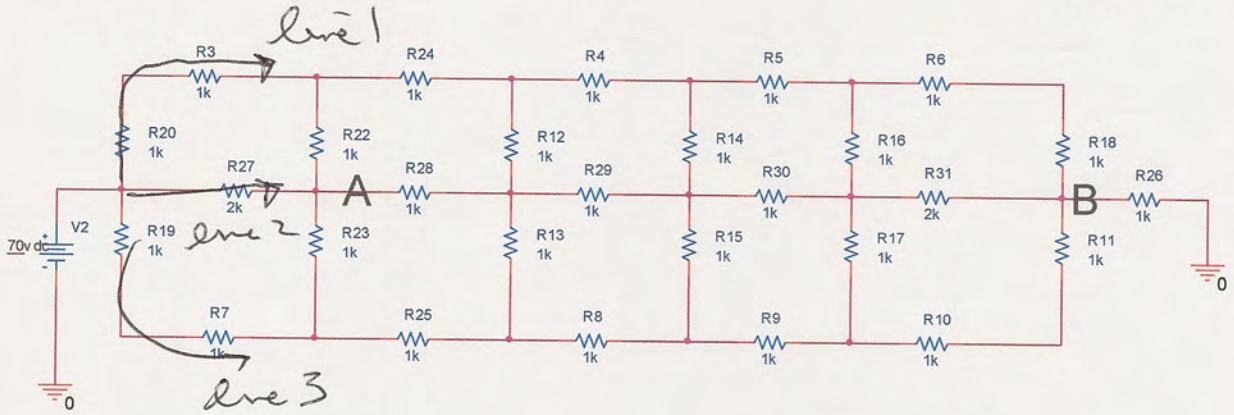 line 1
R3
1k
R24
1k
R4
1k
R5
1k
R6
1k
R20
1k
R22
1k
R12
1k
R14
1k
R16
1k
R18
1k
R27
2k
A
R28
1k
R29
1k
R30
1k
R31
2k
B
R26
1k
line 2
V2
70v dc
+
-
R19
1k
R23
1k
R13
1k
R15
1k
R17
1k
R11
1k
R7
1k
R25
1k
R8
1k
R9
1k
R10
1k
0
0
line 3